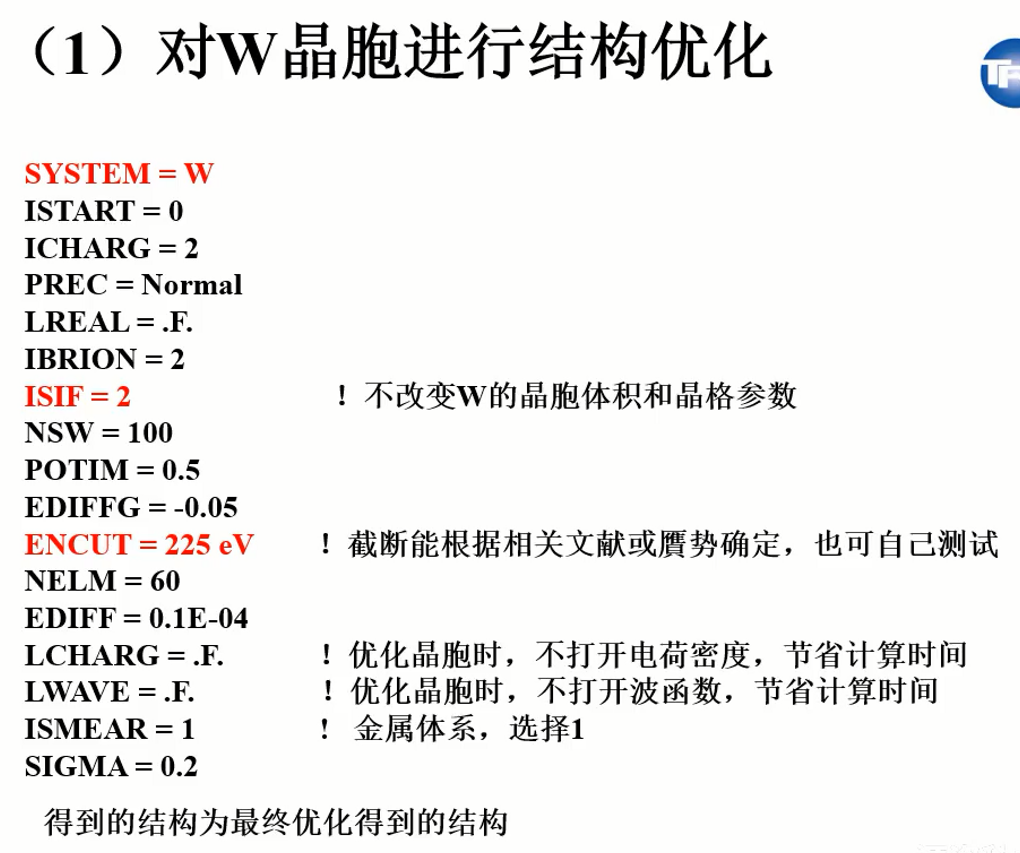 （1）对W晶胞进行结构优化
SYSTEM = W
ISTART = 0
ICHARG = 2
PREC = Normal
LREAL = .F.
IBRION = 2
ISIF = 2 ！不改变W的晶胞体积和晶格参数
NSW = 100
POTIM = 0.5
EDIFFG = -0.05
ENCUT = 225 eV ！截断能根据相关文献或赝势确定，也可自己测试
NELM = 60
EDIFF = 0.1E-04
LCHARG = .F. ！优化晶胞时，不打开电荷密度，节省计算时间
LWAVE = .F. ！优化晶胞时，不打开波函数，节省计算时间
ISMEAR = 1 ！ 金属体系，选择1
SIGMA = 0.2
得到的结构为最终优化得到的结构